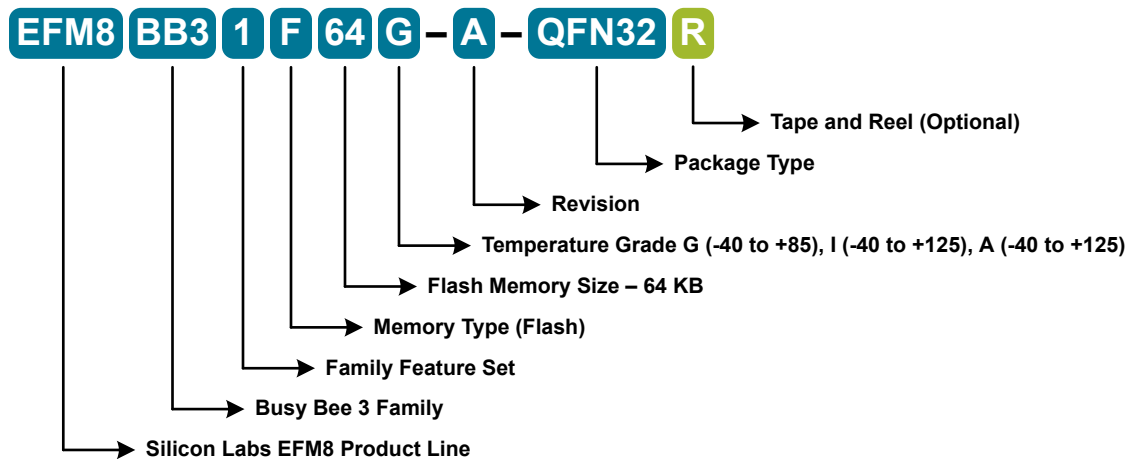 EFM8 BB3 1 F 64 G – A – QFN32 R
Tape and Reel (Optional)
Package Type
Revision
Temperature Grade G (-40 to +85), I (-40 to +125), A (-40 to +125)
Flash Memory Size – 64 KB
Memory Type (Flash)
Family Feature Set
Busy Bee 3 Family
Silicon Labs EFM8 Product Line